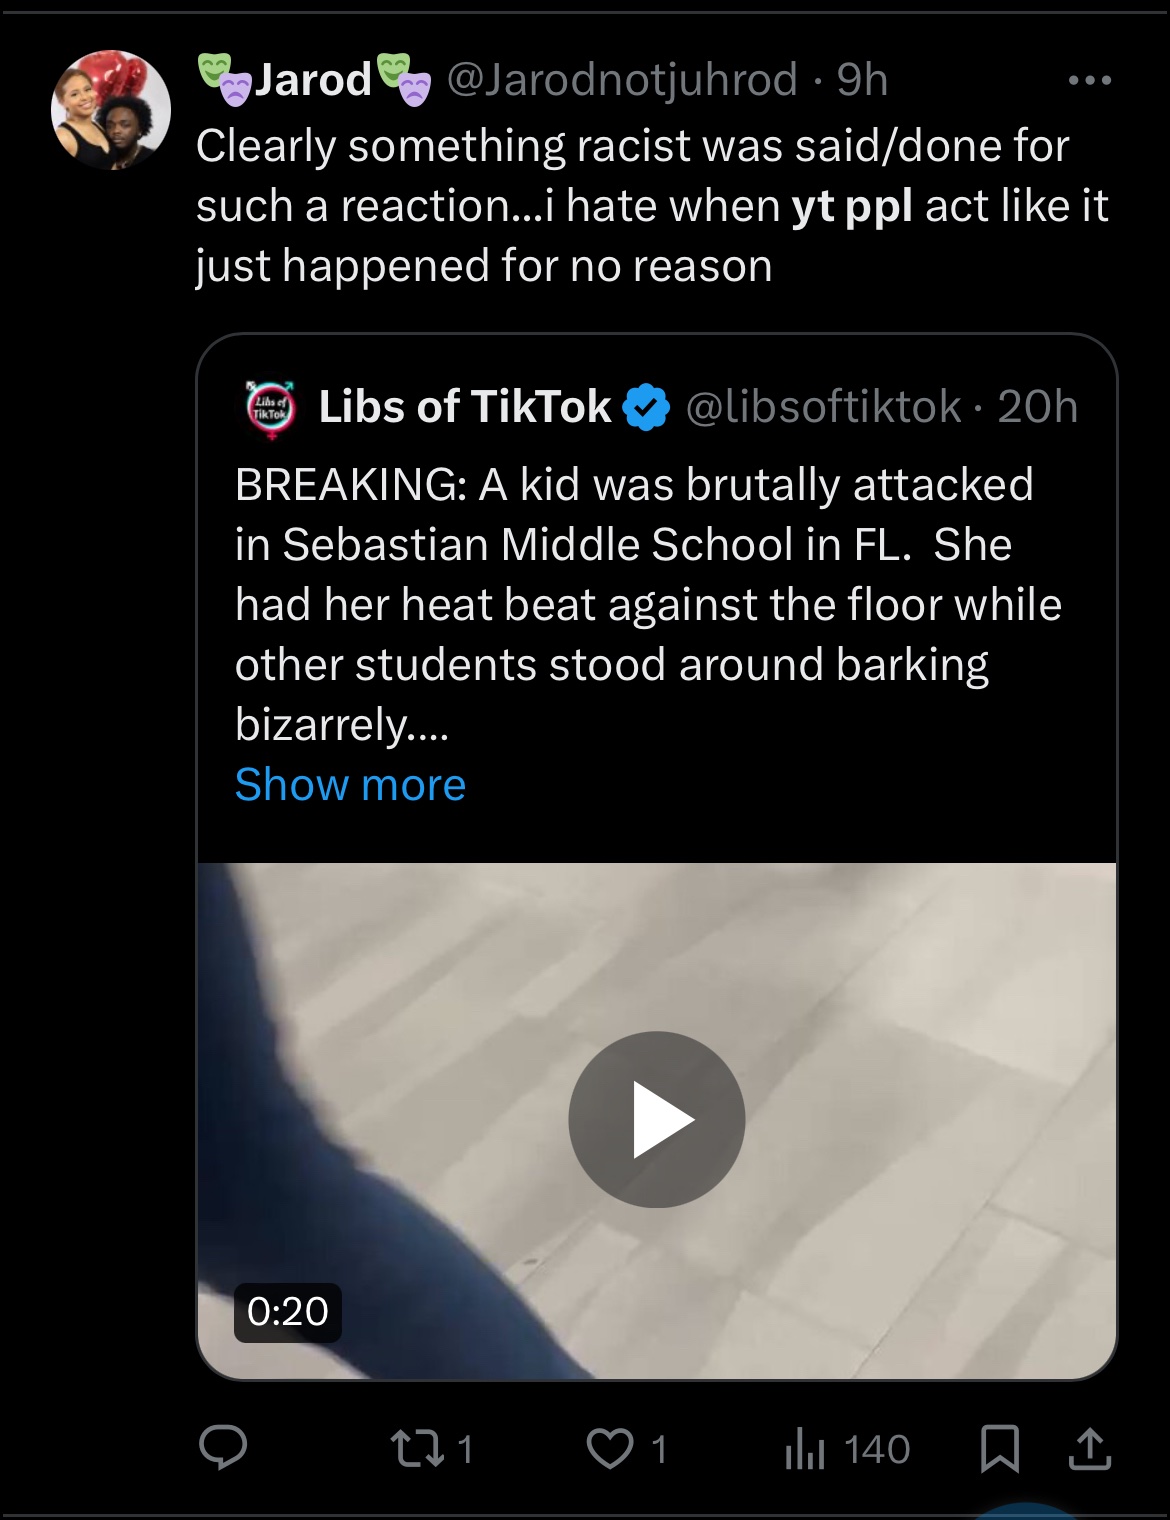 🎭Jarod🎭 @Jarodnotjuhrod · 9h
Clearly something racist was said/done for
such a reaction...i hate when yt ppl act like it
just happened for no reason
Libs of TikTok
Libs of TikTok @libsoftiktok · 20h
BREAKING: A kid was brutally attacked
in Sebastian Middle School in FL.  She
had her heat beat against the floor while
other students stood around barking
bizarrely....
Show more
0:20
1 1 140